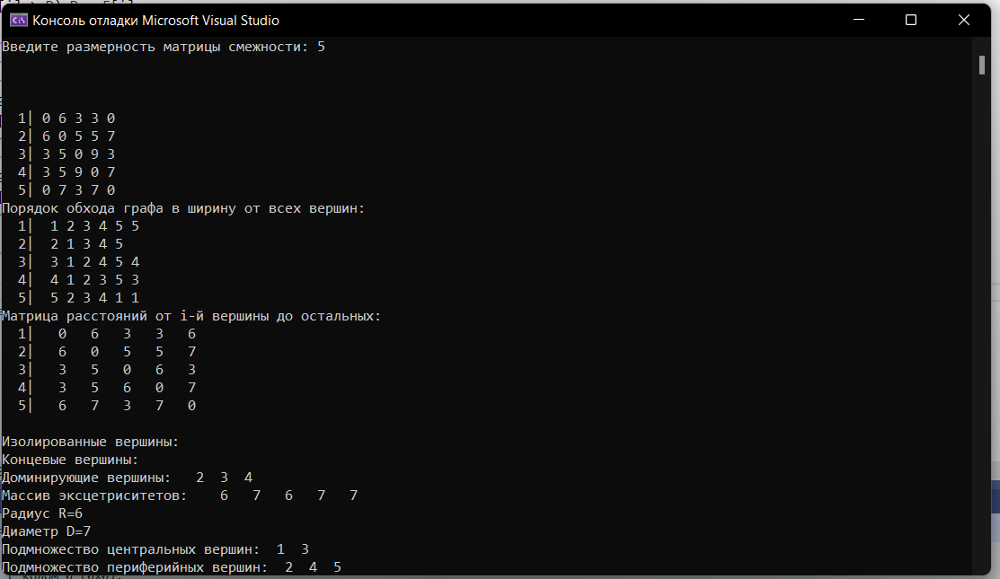 Консоль отладки Microsoft Visual Studio
Введите размерность матрицы смежности: 5
1| 0 6 3 3 0
2| 6 0 5 5 7
3| 3 5 0 9 3
4| 3 5 9 0 7
5| 0 7 3 7 0
Порядок обхода графа в ширину от всех вершин:
1| 1 2 3 4 5 5
2| 2 1 3 4 5
3| 3 1 2 4 5 4
4| 4 1 2 3 5 3
5| 5 2 3 4 1 1
Матрица расстояний от i-й вершины до остальных:
1| 0 6 3 3 6
2| 6 0 5 5 7
3| 3 5 0 6 3
4| 3 5 6 0 7
5| 6 7 3 7 0
Изолированные вершины:
Концевые вершины:
Доминирующие вершины: 2 3 4
Массив эксцетриситетов: 6 7 6 7 7
Радиус R=6
Диаметр D=7
Подмножество центральных вершин: 1 3
Подмножество периферийных вершин: 2 4 5